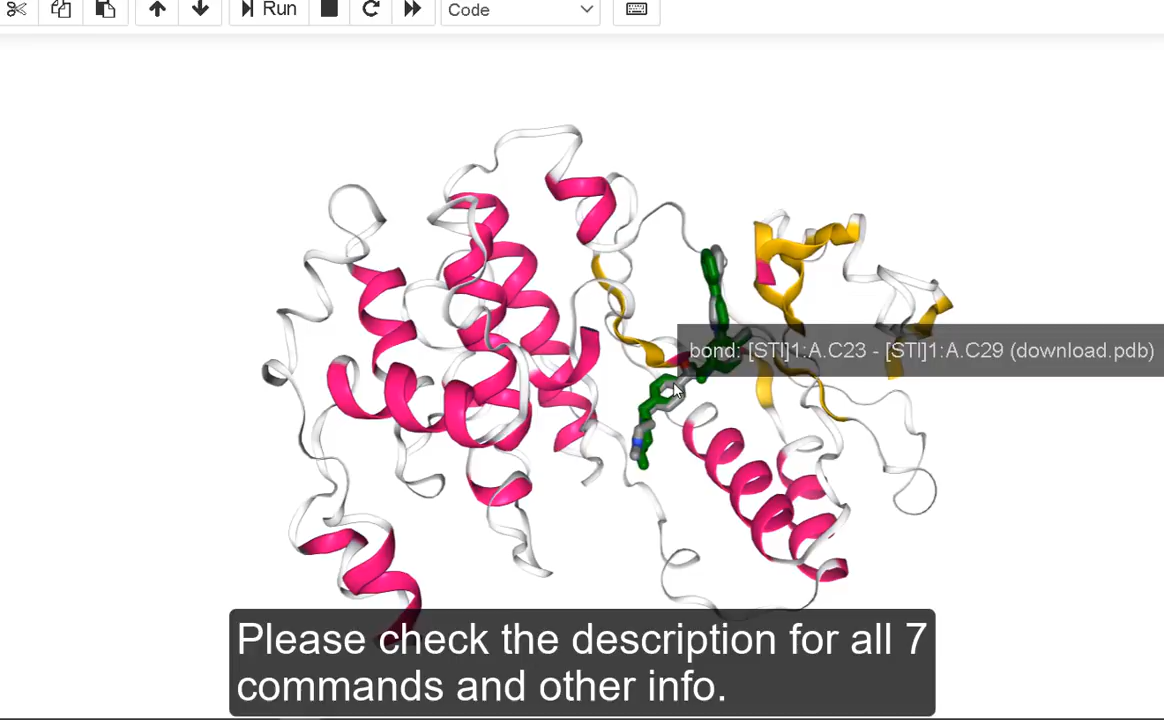 Run
Code
bond: [STI]1:A.C23 - [STI]1:A.C29 (download.pdb)
Please check the description for all 7
commands and other info.